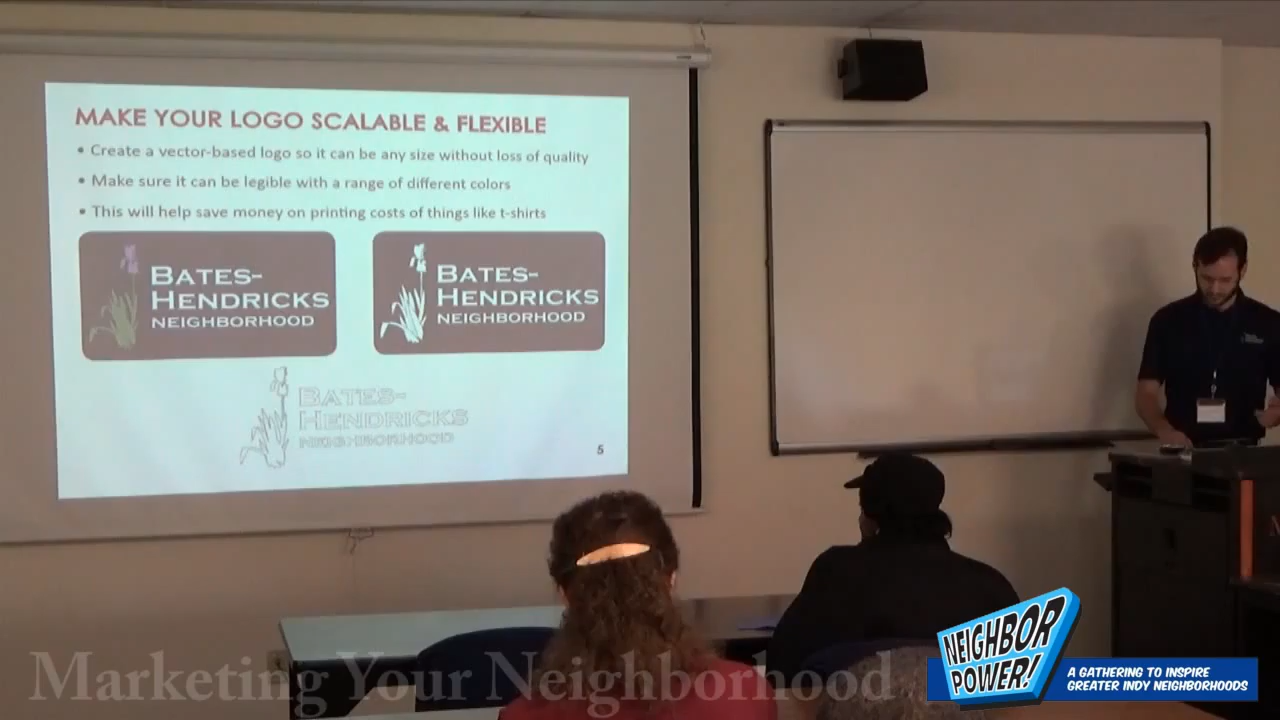 MAKE YOUR LOGO SCALABLE & FLEXIBLE
• Create a vector-based logo so it can be any size without loss of quality
• Make sure it can be legible with a range of different colors
• This will help save money on printing costs of things like t-shirts
BATES-
HENDRICKS
NEIGHBORHOOD
BATES-
HENDRICKS
NEIGHBORHOOD
BATES-
HENDRICKS
NEIGHBORHOOD
5
Marketing Your Neighborhood
NEIGHBOR
POWER!
A GATHERING TO INSPIRE
GREATER INDY NEIGHBORHOODS